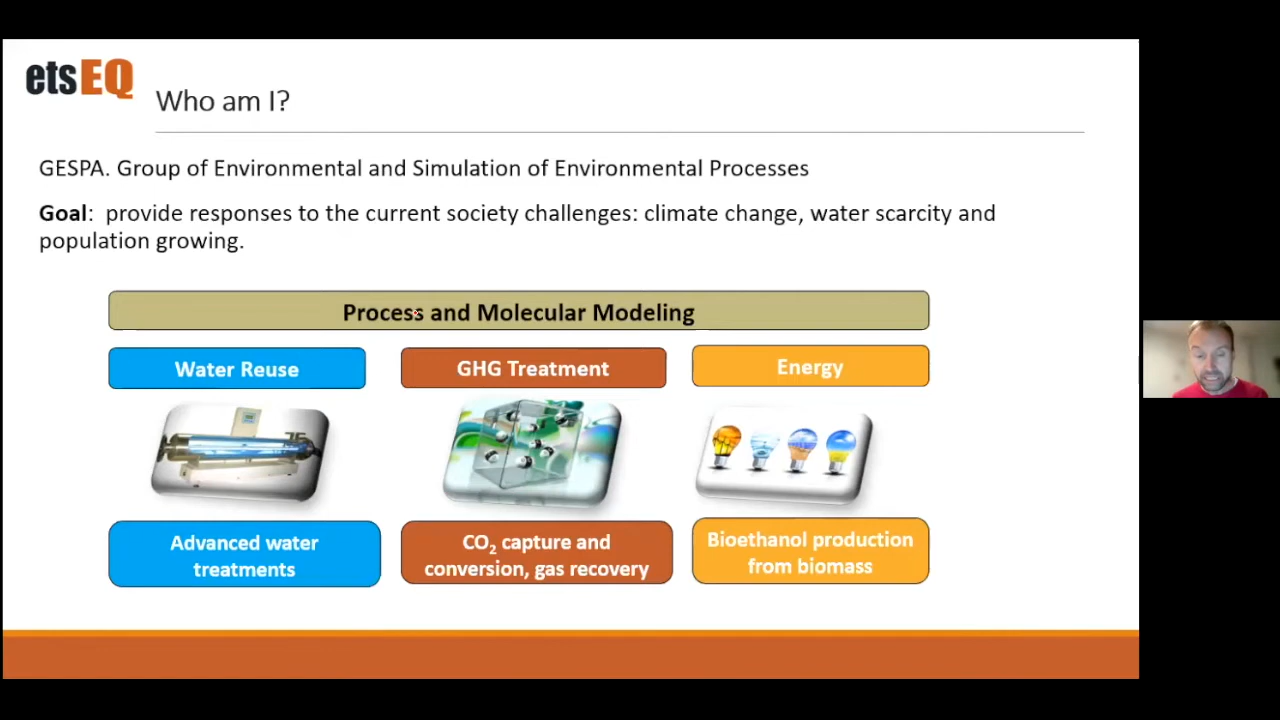 etsEQ
Who am I?
GESPA. Group of Environmental and Simulation of Environmental Processes
Goal: provide responses to the current society challenges: climate change, water scarcity and
population growing.
Process and Molecular Modeling
Water Reuse
GHG Treatment
Energy
Advanced water
treatments
CO₂ capture and
conversion, gas recovery
Bioethanol production
from biomass